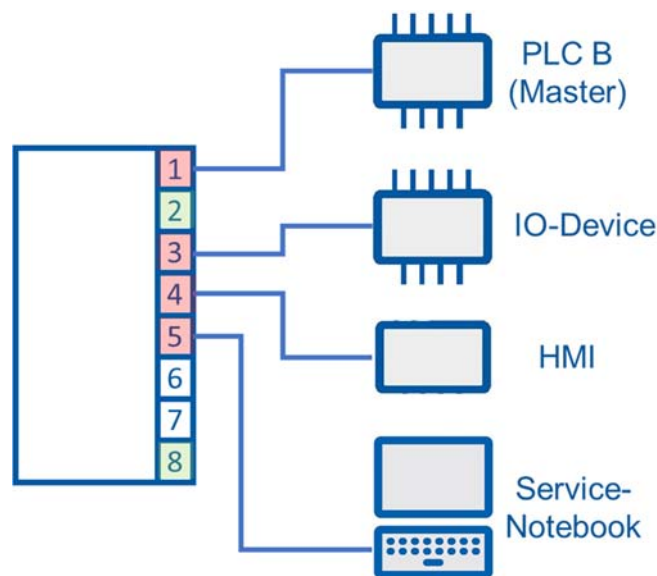 PLC B
(Master)
1
2
IO-Device
3
4
5
HMI
6
7
8
Service-
Notebook